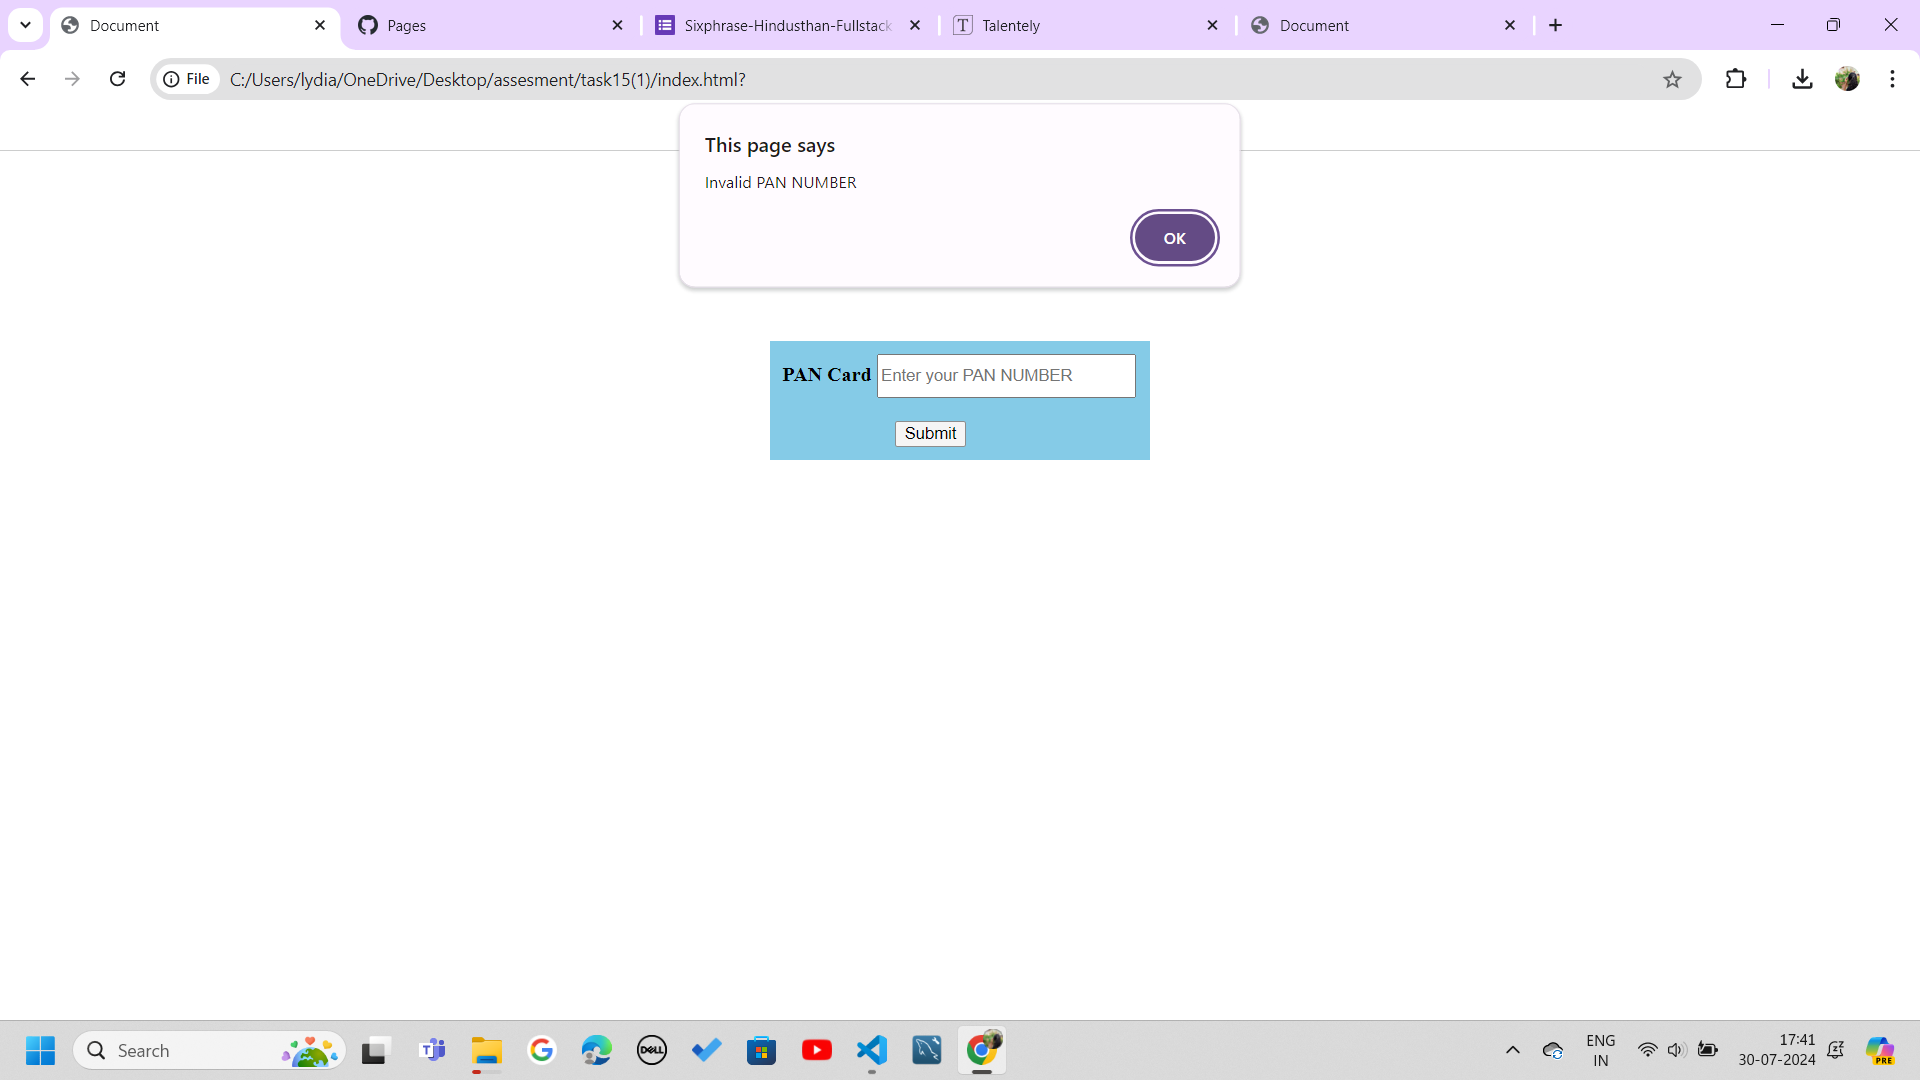 Document
Pages
Sixphrase-Hindusthan-Fullstack
Talentely
Document
File
C:/Users/lydia/OneDrive/Desktop/assesment/task15(1)/index.html?
This page says
Invalid PAN NUMBER
OK
PAN Card
Enter your PAN NUMBER
Submit
Search
DELL
ENG
IN
17:41
30-07-2024
PRE